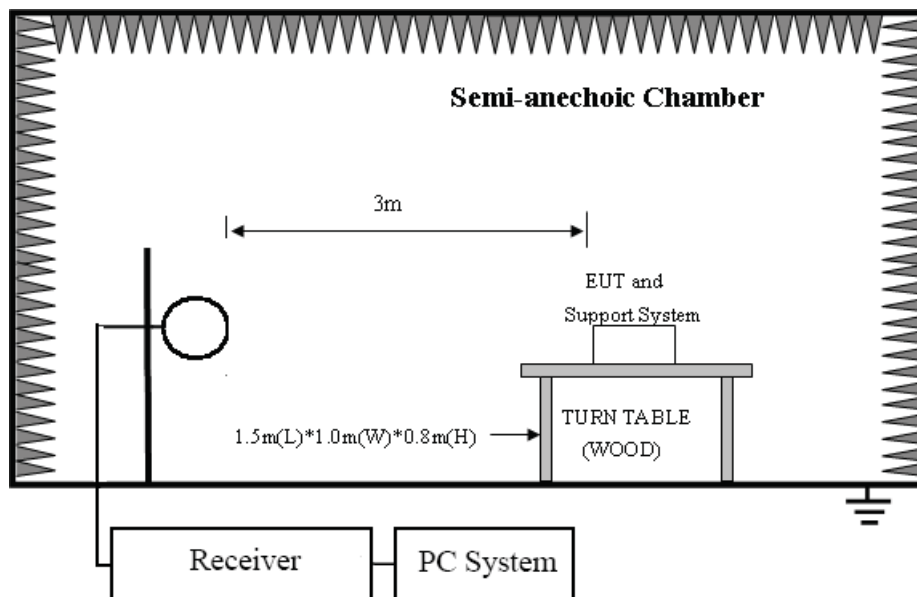 Semi-anechoic Chamber
3m
EUT and
Support System
1.5m(L)*1.0m(W)*0.8m(H)
TURN TABLE
(WOOD)
Receiver
PC System